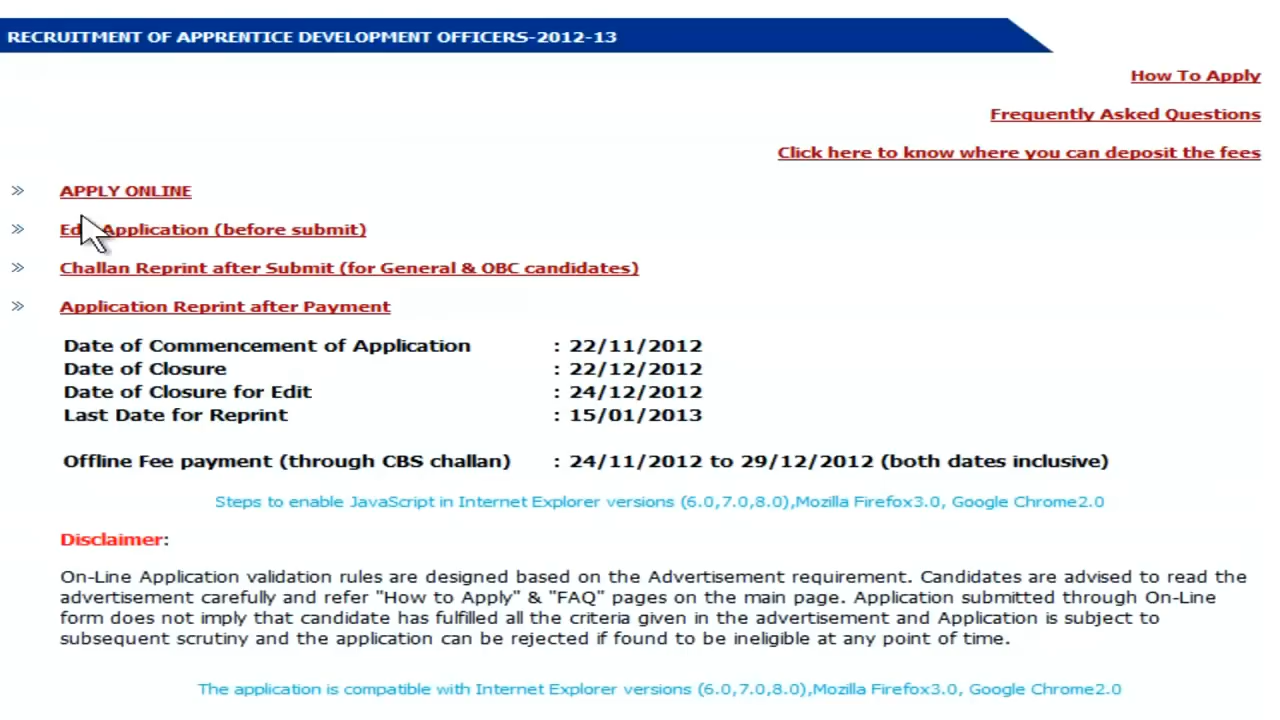 RECRUITMENT OF APPRENTICE DEVELOPMENT OFFICERS-2012-13
How To Apply
Frequently Asked Questions
Click here to know where you can deposit the fees
» APPLY ONLINE
» Ed Application (before submit)
» Challan Reprint after Submit (for General & OBC candidates)
» Application Reprint after Payment
Date of Commencement of Application : 22/11/2012
Date of Closure : 22/12/2012
Date of Closure for Edit : 24/12/2012
Last Date for Reprint : 15/01/2013
Offline Fee payment (through CBS challan) : 24/11/2012 to 29/12/2012 (both dates inclusive)
Steps to enable JavaScript in Internet Explorer versions (6.0,7.0,8.0),Mozilla Firefox3.0, Google Chrome2.0
Disclaimer:
On-Line Application validation rules are designed based on the Advertisement requirement. Candidates are advised to read the
advertisement carefully and refer "How to Apply" & "FAQ" pages on the main page. Application submitted through On-Line
form does not imply that candidate has fulfilled all the criteria given in the advertisement and Application is subject to
subsequent scrutiny and the application can be rejected if found to be ineligible at any point of time.
The application is compatible with Internet Explorer versions (6.0,7.0,8.0),Mozilla Firefox3.0, Google Chrome2.0